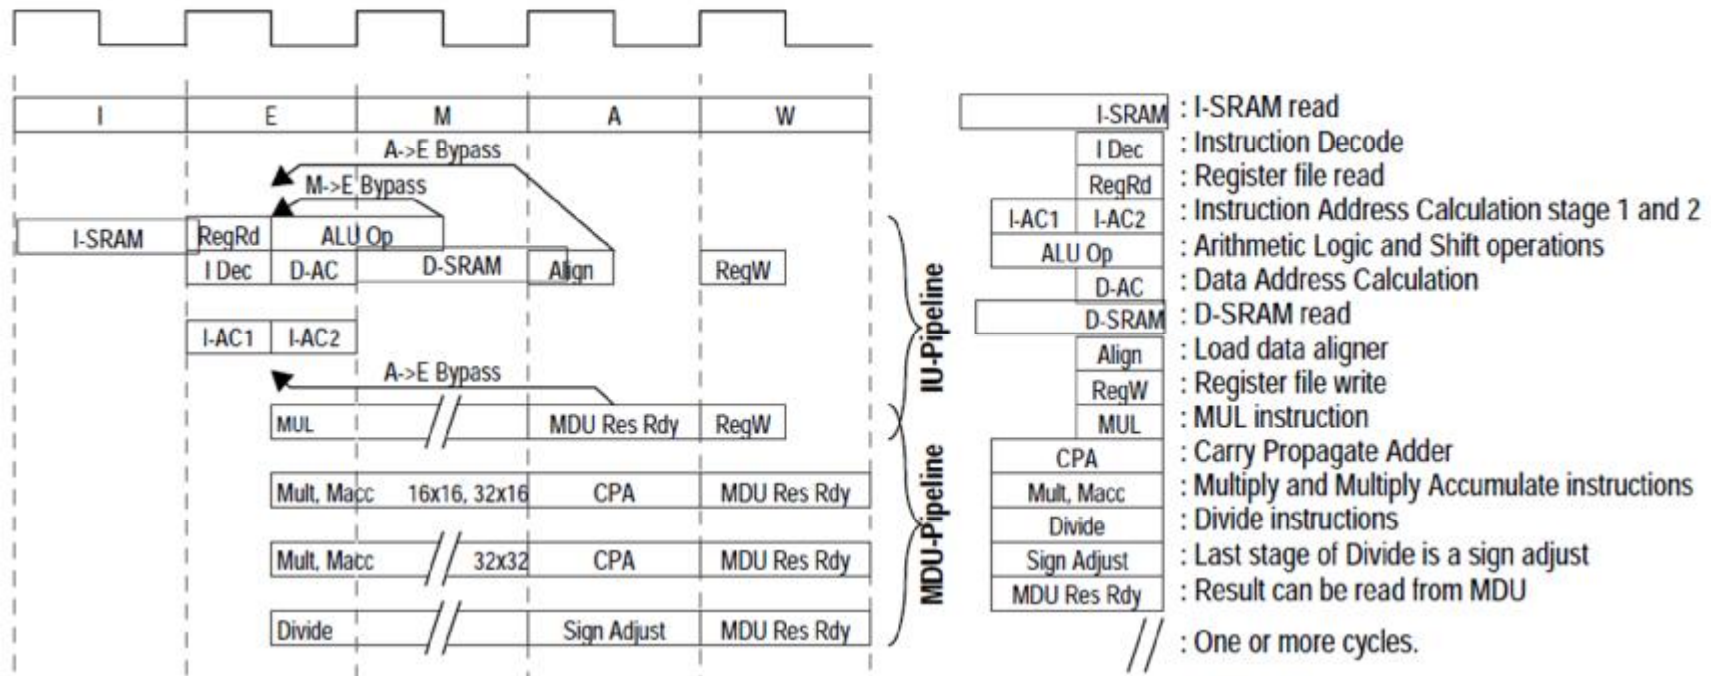 I E M A W
A->E Bypass
M->E Bypass
I-SRAM RegRd ALU Op
I Dec D-AC D-SRAM Align RegW
I-AC1 I-AC2
A->E Bypass
MUL MDU Res Rdy RegW
Mult, Macc 16x16, 32x16 CPA MDU Res Rdy
Mult, Macc 32x32 CPA MDU Res Rdy
Divide Sign Adjust MDU Res Rdy
IU-Pipeline
MDU-Pipeline
I-SRAM : I-SRAM read
I Dec : Instruction Decode
RegRd : Register file read
I-AC1 I-AC2 : Instruction Address Calculation stage 1 and 2
ALU Op : Arithmetic Logic and Shift operations
D-AC : Data Address Calculation
D-SRAM : D-SRAM read
Align : Load data aligner
RegW : Register file write
MUL : MUL instruction
CPA : Carry Propagate Adder
Mult, Macc : Multiply and Multiply Accumulate instructions
Divide : Divide instructions
Sign Adjust : Last stage of Divide is a sign adjust
MDU Res Rdy : Result can be read from MDU
: One or more cycles.